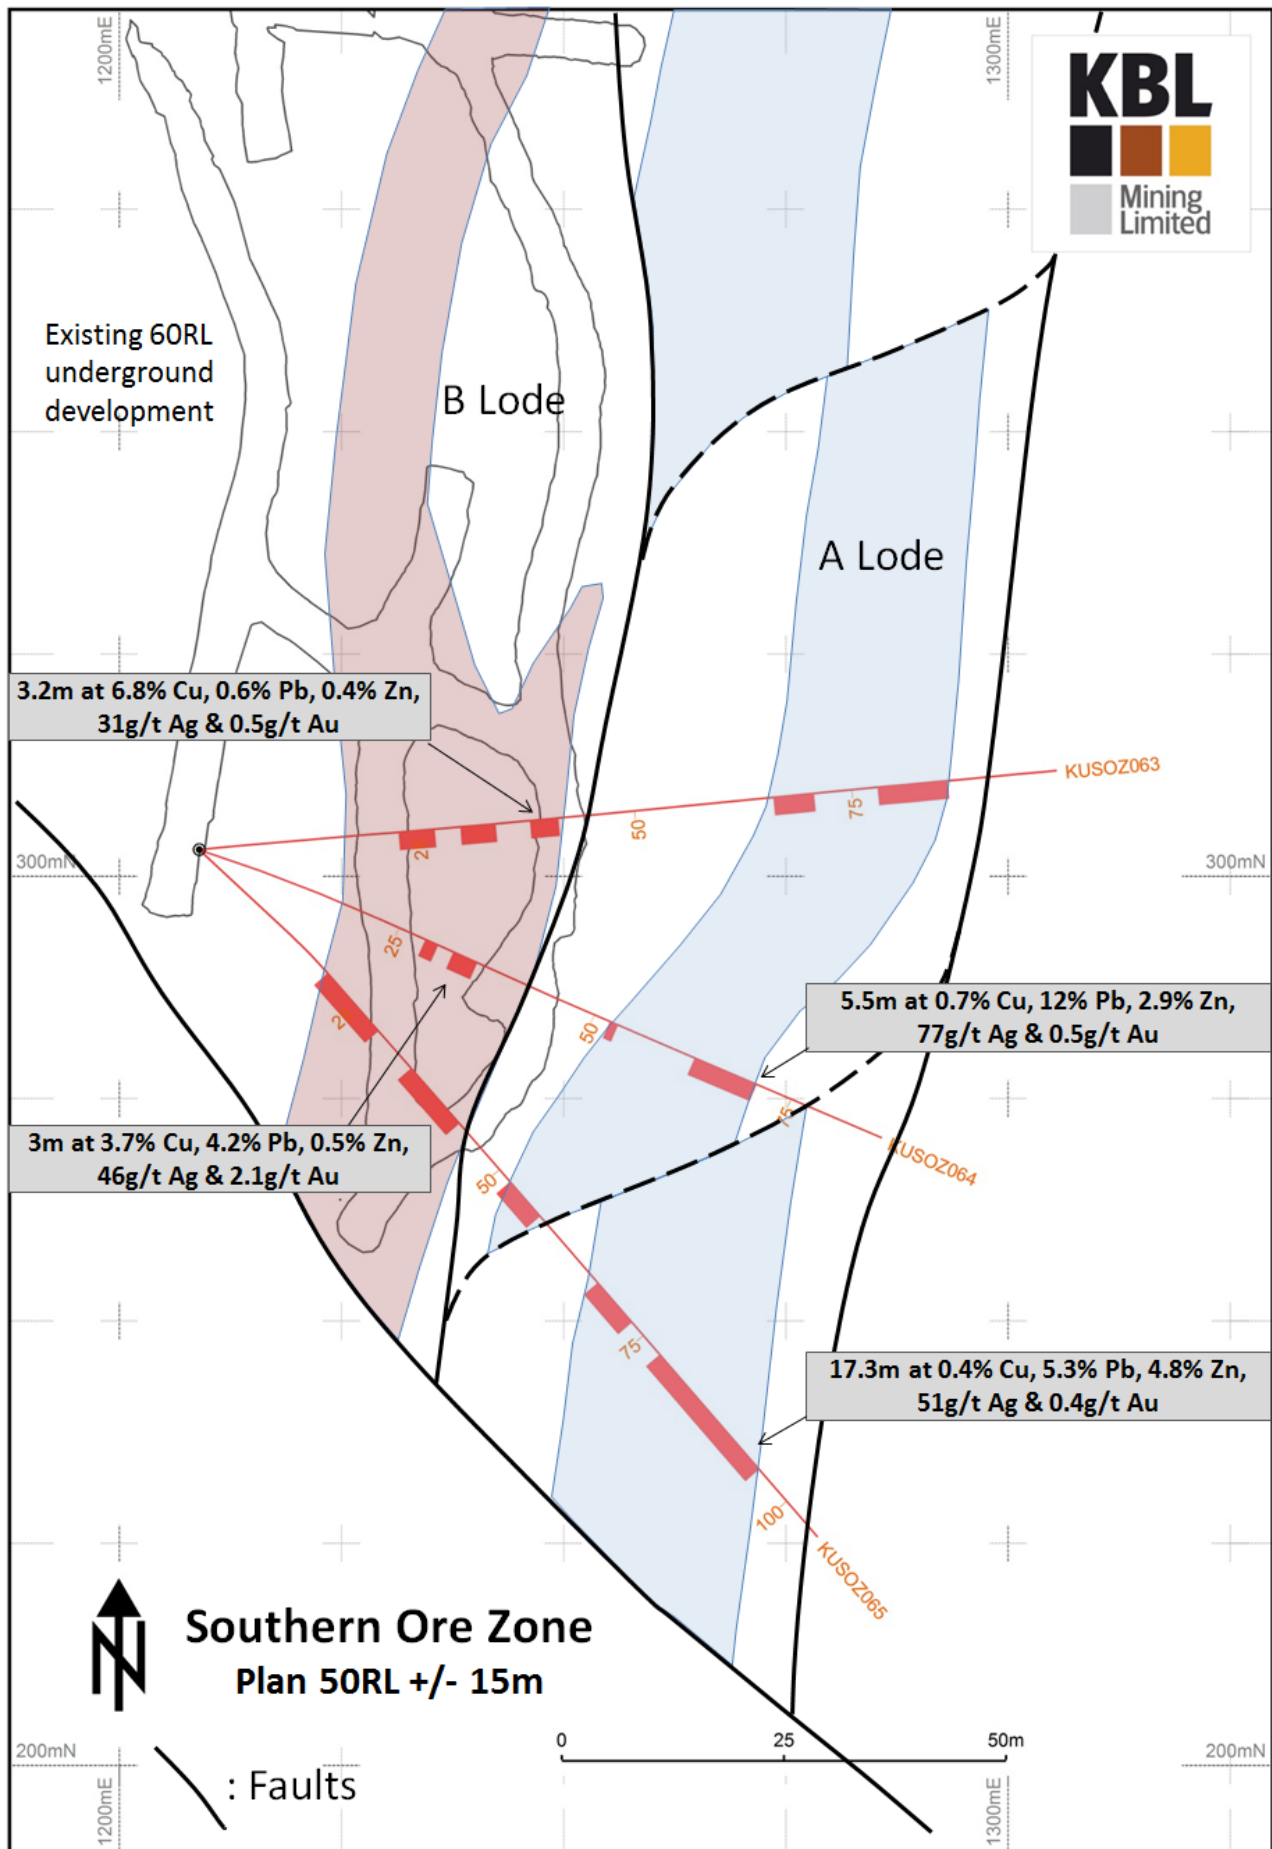 1200mE
1300mE
KBL
Mining
Limited
Existing 60RL
underground
development
B Lode
A Lode
3.2m at 6.8% Cu, 0.6% Pb, 0.4% Zn,
31g/t Ag & 0.5g/t Au
KUSOZ063
50
75
2
300mN
300mN
25
50
75
KUSOZ064
5.5m at 0.7% Cu, 12% Pb, 2.9% Zn,
77g/t Ag & 0.5g/t Au
2
3m at 3.7% Cu, 4.2% Pb, 0.5% Zn,
46g/t Ag & 2.1g/t Au
50
75
17.3m at 0.4% Cu, 5.3% Pb, 4.8% Zn,
51g/t Ag & 0.4g/t Au
100
KUSOZ065
N
Southern Ore Zone
Plan 50RL +/- 15m
0 25 50m
200mN
200mN
: Faults
1200mE
1300mE